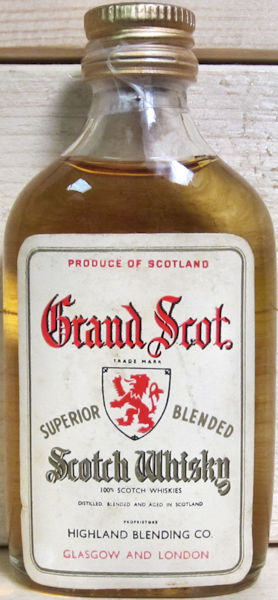 PRODUCE OF SCOTLAND
Grand Scot.
TRADE MARK
SUPERIOR BLENDED
Scotch Whisky
100% SCOTCH WHISKIES
DISTILLED, BLENDED AND AGED IN SCOTLAND
PROPRIETORS
HIGHLAND BLENDING CO.
GLASGOW AND LONDON